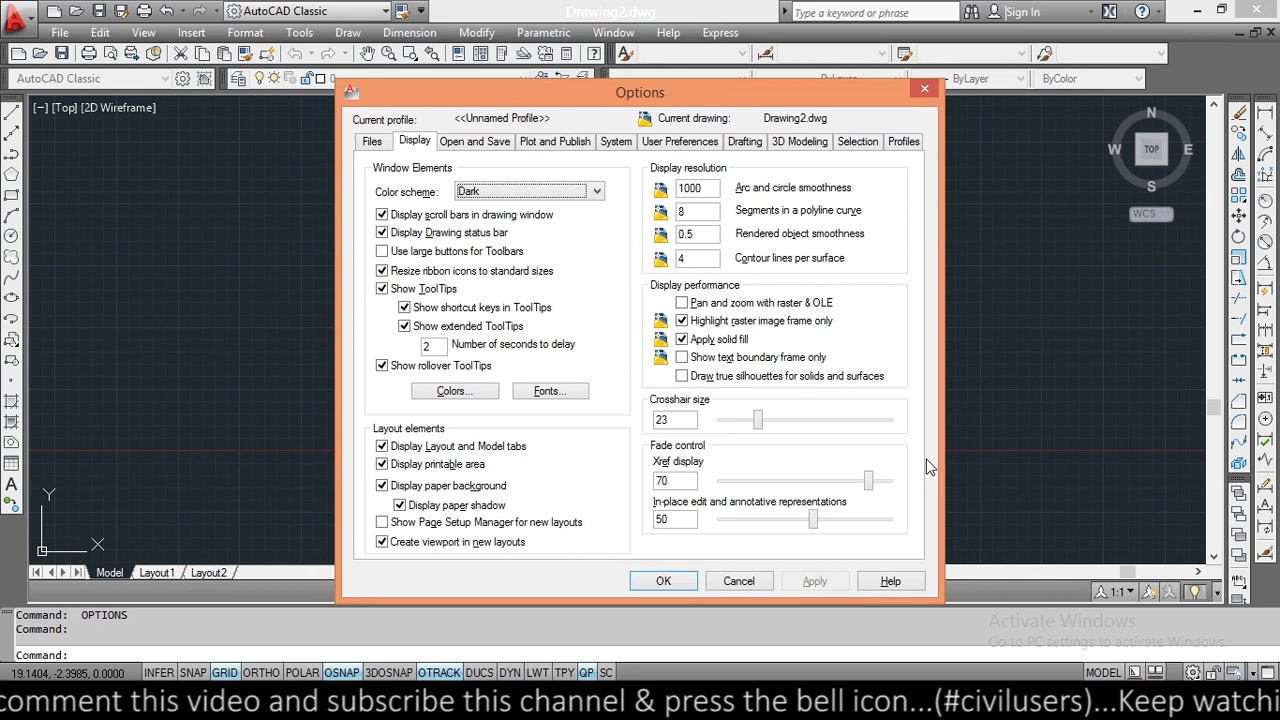 AutoCAD Classic
Drawing2.dwg
Type a keyword or phrase
Sign In
File Edit View Insert Format Tools Draw Dimension Modify Parametric Window Help Express
AutoCAD Classic
0
ByLayer
ByColor
[−] [Top] [2D Wireframe]
N
W TOP E
S
WCS
Options
Current profile: <<Unnamed Profile>> Current drawing: Drawing2.dwg
Files Display Open and Save Plot and Publish System User Preferences Drafting 3D Modeling Selection Profiles
Window Elements
Color scheme: Dark
Display scroll bars in drawing window
Display Drawing status bar
Use large buttons for Toolbars
Resize ribbon icons to standard sizes
Show ToolTips
Show shortcut keys in ToolTips
Show extended ToolTips
2 Number of seconds to delay
Show rollover ToolTips
Colors... Fonts...
Layout elements
Display Layout and Model tabs
Display printable area
Display paper background
Display paper shadow
Show Page Setup Manager for new layouts
Create viewport in new layouts
Display resolution
1000 Arc and circle smoothness
8 Segments in a polyline curve
0.5 Rendered object smoothness
4 Contour lines per surface
Display performance
Pan and zoom with raster & OLE
Highlight raster image frame only
Apply solid fill
Show text boundary frame only
Draw true silhouettes for solids and surfaces
Crosshair size
23
Fade control
Xref display
70
In-place edit and annotative representations
50
OK Cancel Apply Help
Y
X
Model Layout1 Layout2
1:1
Command: OPTIONS
Command:
Command:
Activate Windows
Go to PC settings to activate Windows.
19.1404, -2.3985, 0.0000 INFER SNAP GRID ORTHO POLAR OSNAP 3DOSNAP OTRACK DUCS DYN LWT TPY QP SC MODEL
comment this video and subscribe this channel & press the bell icon...(#civilusers)...Keep watchi